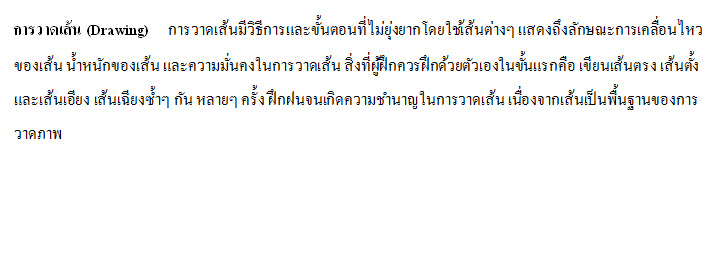 การวาดเส้น (Drawing) การวาดเส้นมีวิธีการและขั้นตอนที่ไม่ยุ่งยากโดยใช้เส้นต่างๆ แสดงถึงลักษณะการเคลื่อนไหว
ของเส้น น้ำหนักของเส้น และความมั่นคงในการวาดเส้น สิ่งที่ผู้ฝึกควรฝึกด้วยตัวเองในขั้นแรกคือ เขียนเส้นตรง เส้นตั้ง
และเส้นเอียง เส้นเฉียงซ้ำๆ กัน หลายๆ ครั้ง ฝึกฝนจนเกิดความชำนาญในการวาดเส้น เนื่องจากเส้นเป็นพื้นฐานของการ
วาดภาพ